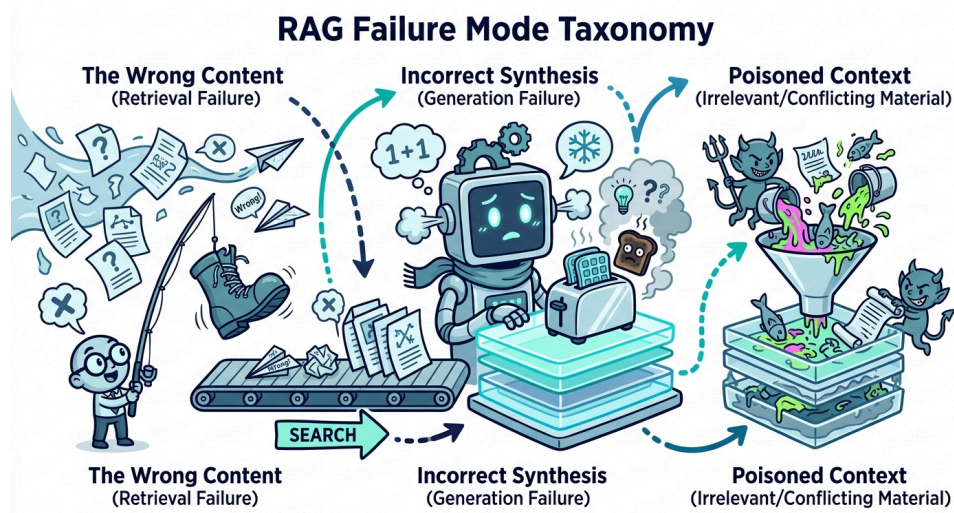 RAG Failure Mode Taxonomy
The Wrong Content
(Retrieval Failure)
Incorrect Synthesis
(Generation Failure)
Poisoned Context
(Irrelevant/Conflicting Material)
?
1+1
??
?
Wrong!
?
?
Wrong!
SEARCH
The Wrong Content
(Retrieval Failure)
Incorrect Synthesis
(Generation Failure)
Poisoned Context
(Irrelevant/Conflicting Material)